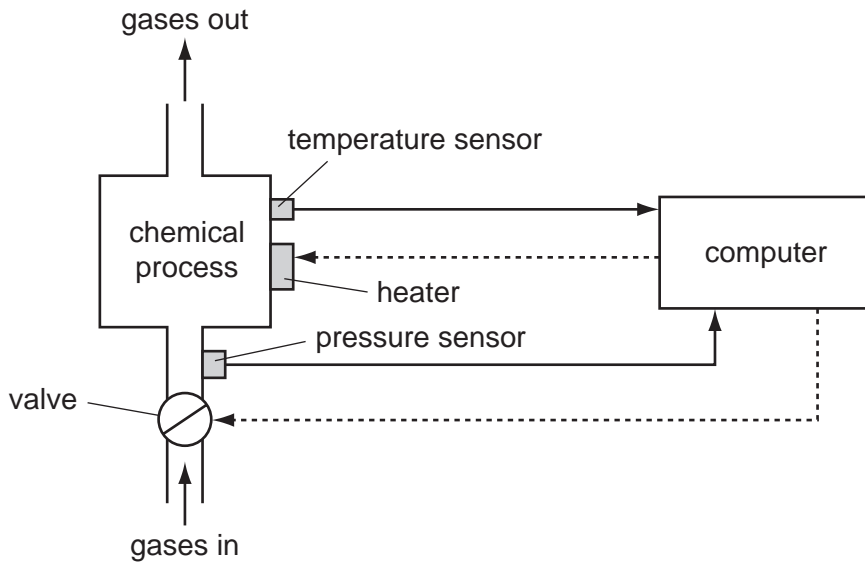 gases out
temperature sensor
chemical
process
computer
heater
pressure sensor
valve
gases in